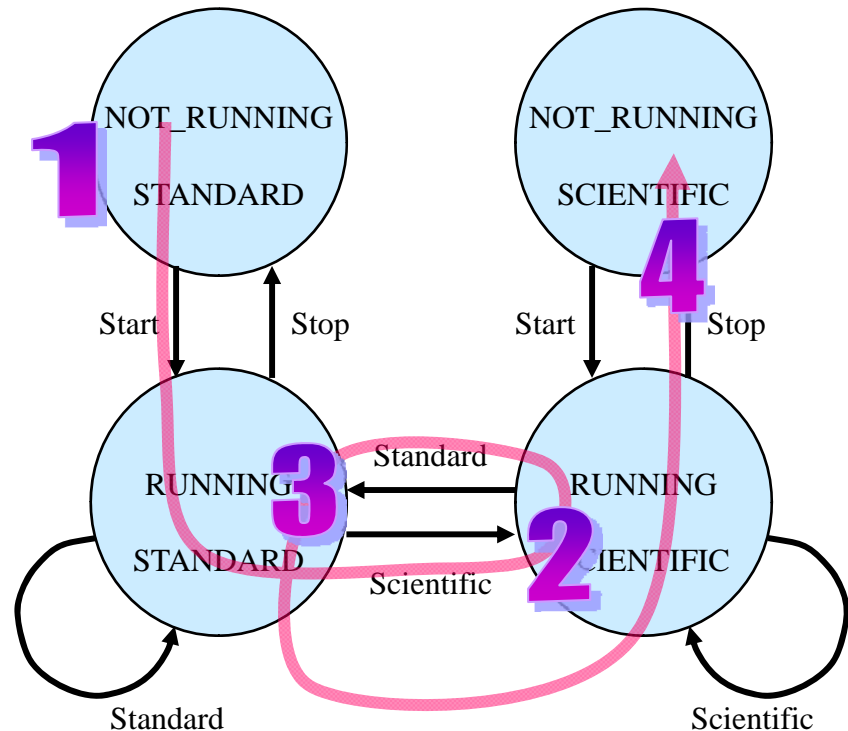 NOT_RUNNING
STANDARD
1
NOT_RUNNING
SCIENTIFIC
4
Start
Stop
Start
Stop
RUNNING
STANDARD
3
Standard
Scientific
RUNNING
SCIENTIFIC
2
Standard
Scientific